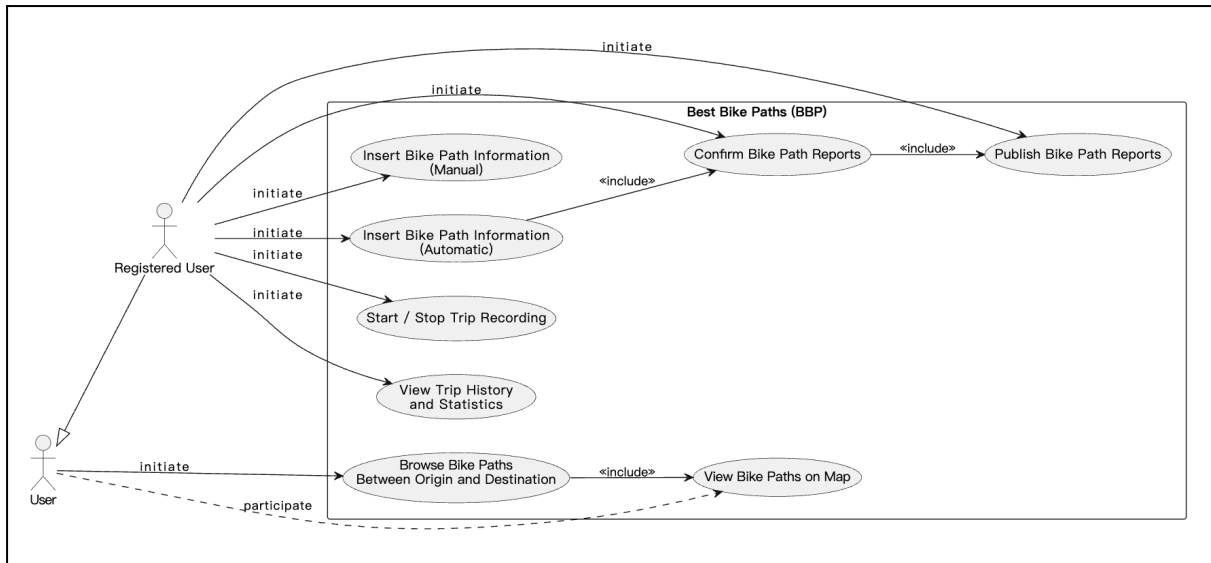 initiate
initiate
Best Bike Paths (BBP)
Insert Bike Path Information
(Manual)
Confirm Bike Path Reports
«include»
Publish Bike Path Reports
«include»
initiate
initiate
Insert Bike Path Information
(Automatic)
initiate
Registered User
initiate
Start / Stop Trip Recording
View Trip History
and Statistics
initiate
Browse Bike Paths
Between Origin and Destination
«include»
View Bike Paths on Map
User
participate